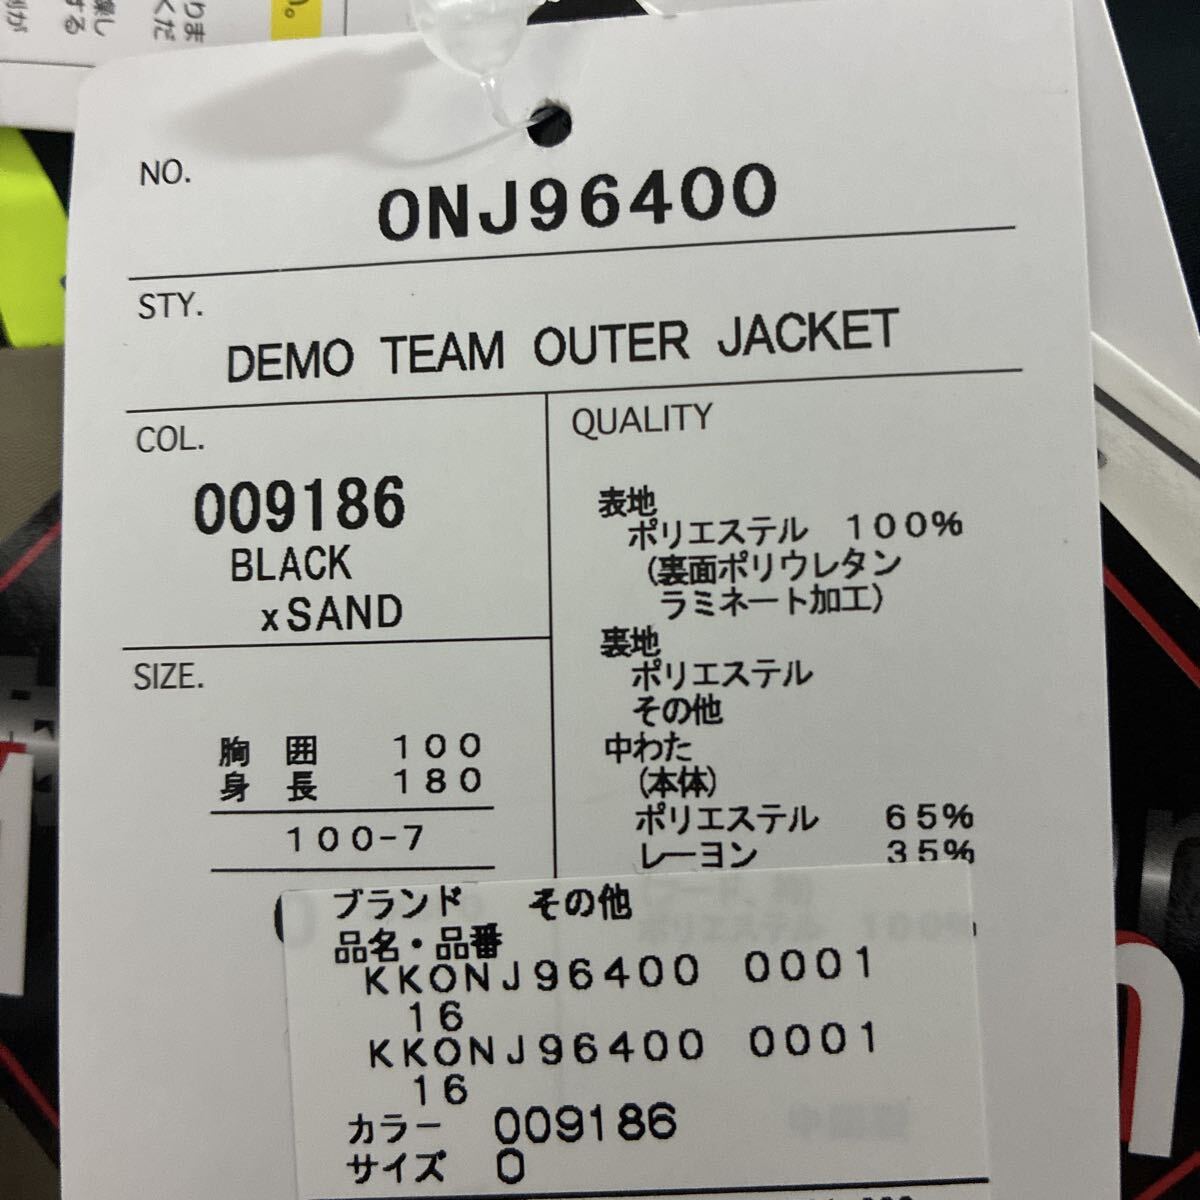 NO.
ONJ96400
STY.
DEMO TEAM OUTER JACKET
COL.
009186
BLACK
xSAND
SIZE.
胸 囲 100
身 長 180
100-7
QUALITY
表地
ポリエステル 100%
(裏面ポリウレタン
ラミネート加工)
裏地
ポリエステル
その他
中わた
(本体)
ポリエステル 65%
レーヨン 35%
ブランド その他
品名・品番
KKONJ96400 0001
16
KKONJ96400 0001
16
カラー 009186
サイズ O